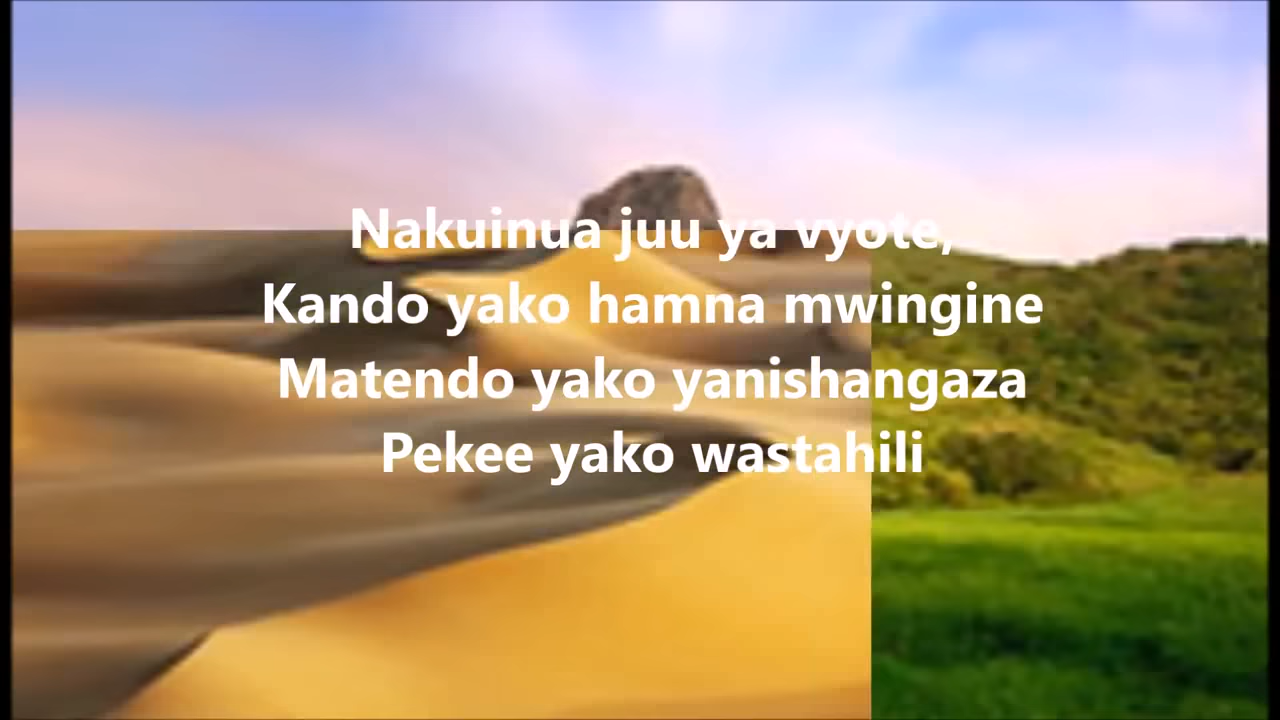 Nakuinua juu ya vyote,
Kando yako hamna mwingine
Matendo yako yanishangaza
Pekee yako wastahili